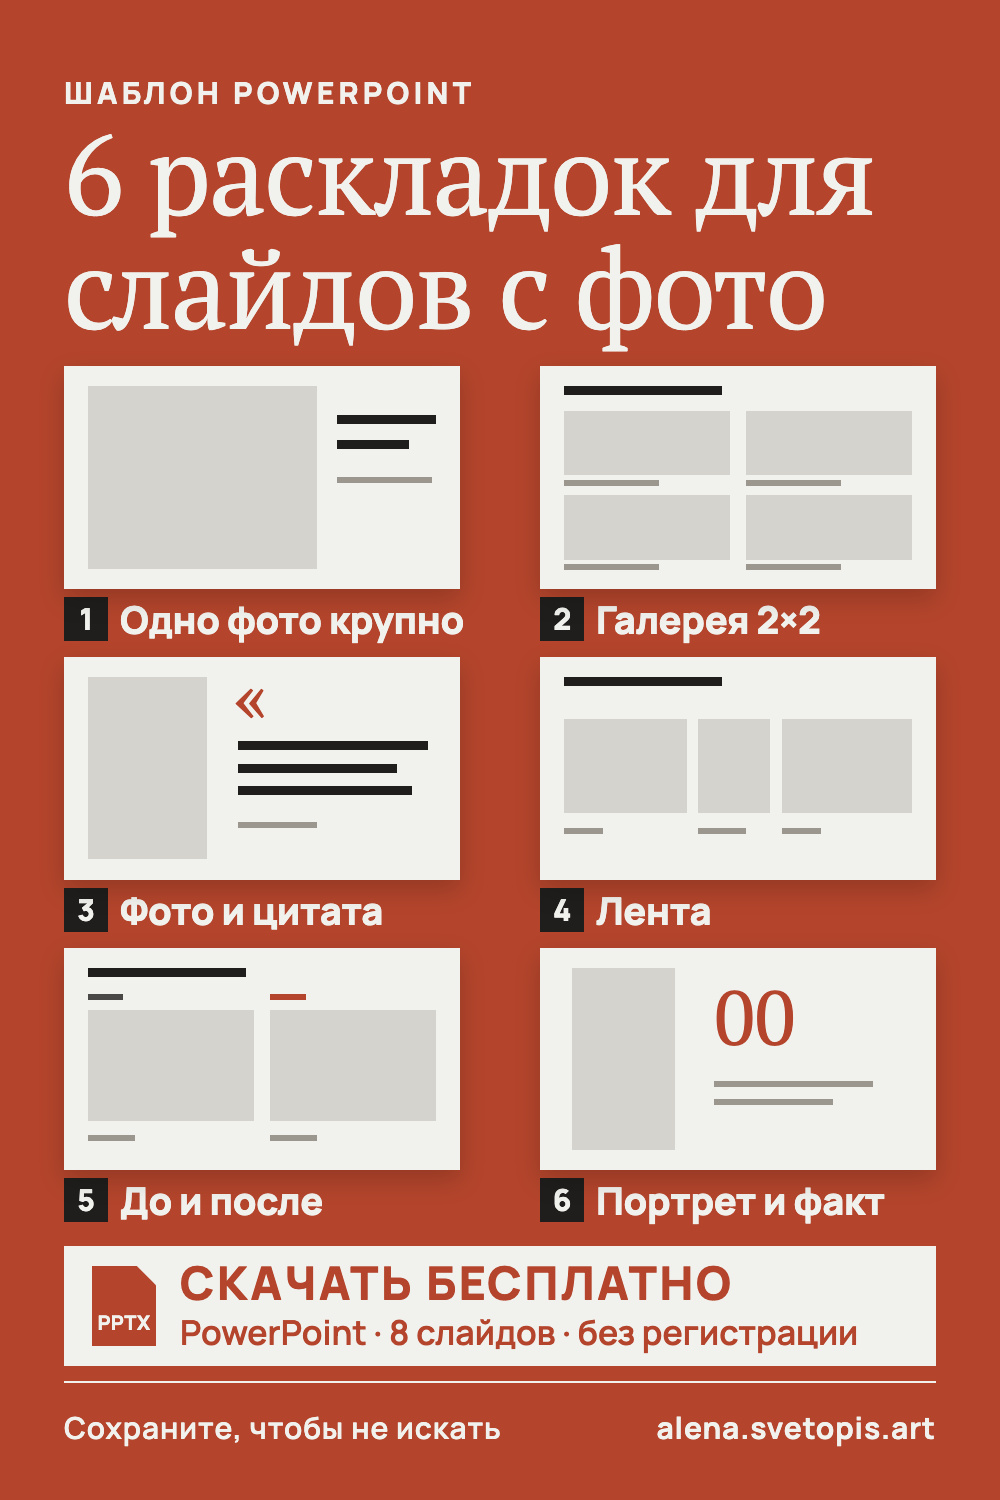 ШАБЛОН POWERPOINT
6 раскладок для
слайдов с фото
1 Одно фото крупно
2 Галерея 2×2
«
3 Фото и цитата
4 Лента
00
5 До и после
6 Портрет и факт
PPTX
СКАЧАТЬ БЕСПЛАТНО
PowerPoint · 8 слайдов · без регистрации
Сохраните, чтобы не искать
alena.svetopis.art